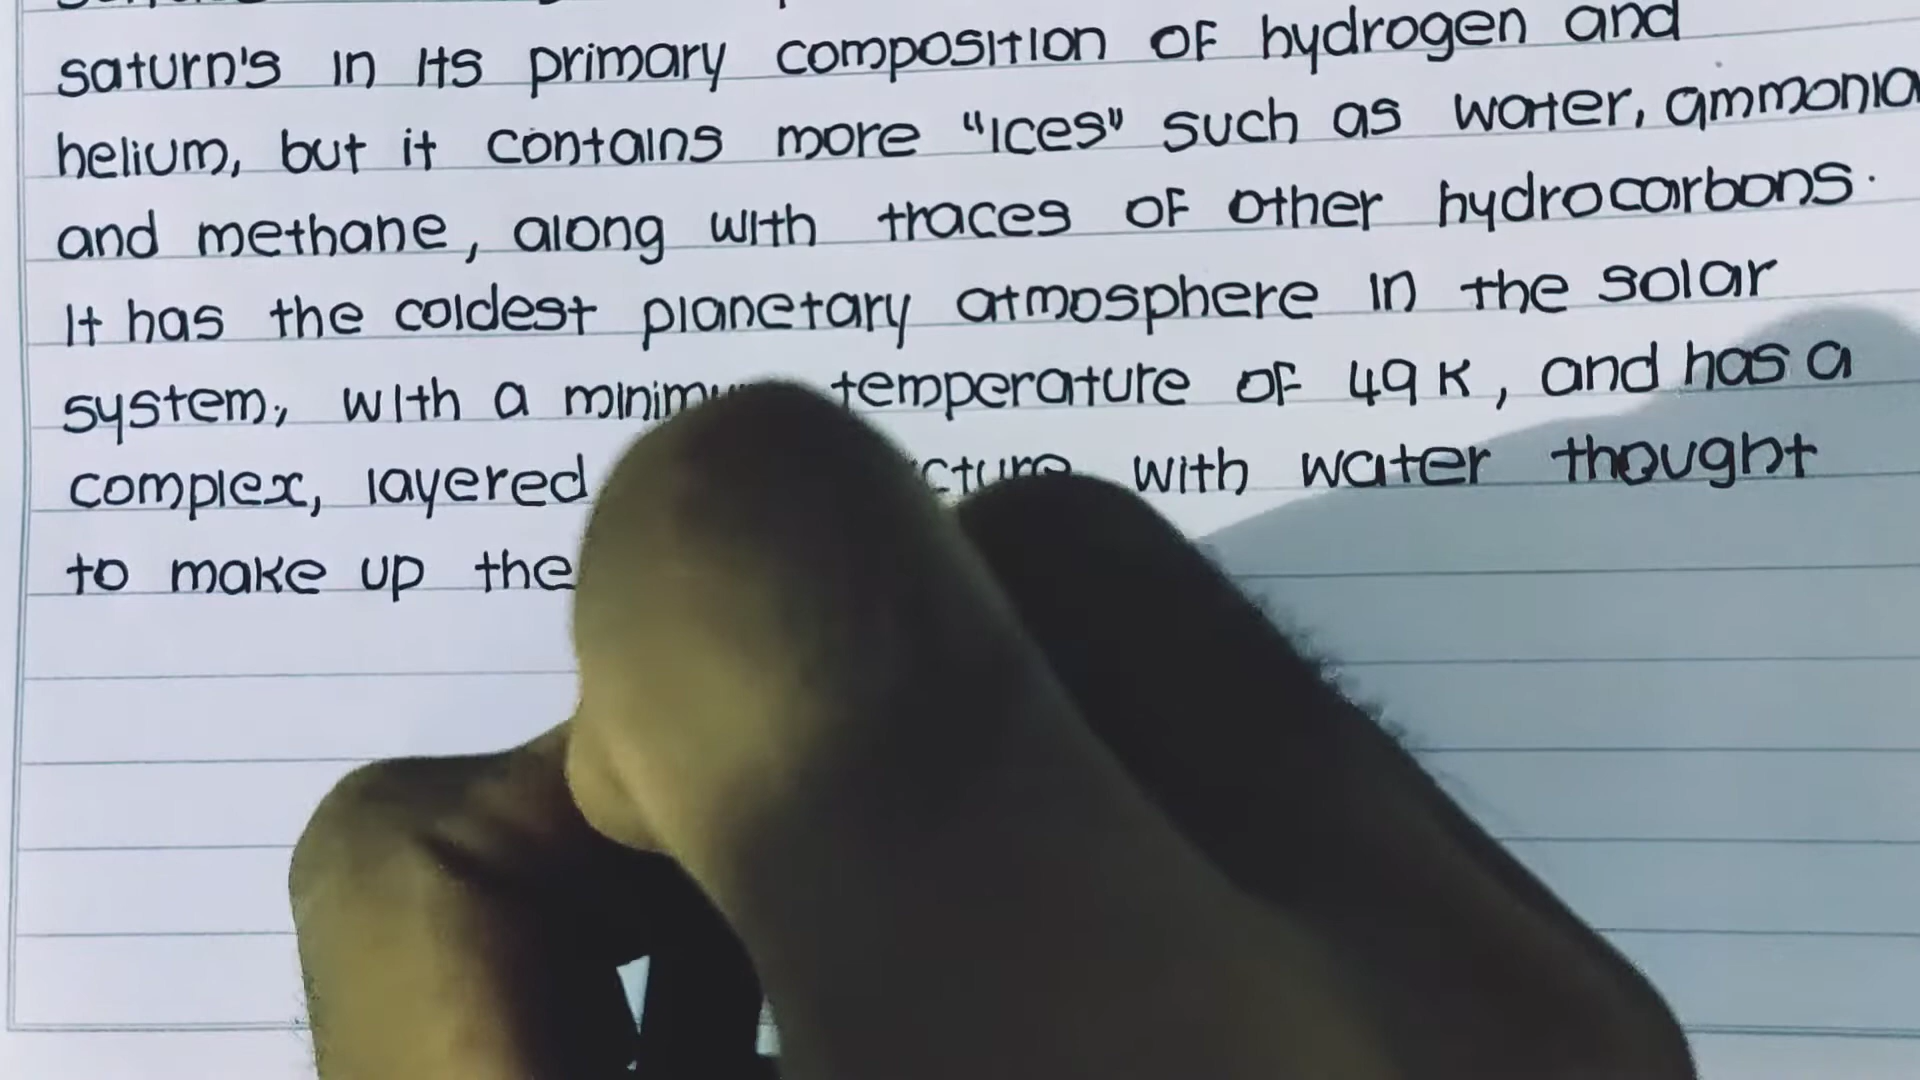 saturn's in its primary composition of hydrogen and
helium, but it contains more "ices" such as water, ammonia
and methane, along with traces of other hydrocarbons.
It has the coldest planetary atmosphere in the solar
system, with a temperature of 49 K, and has a
complex, layered with water thought
to make up the